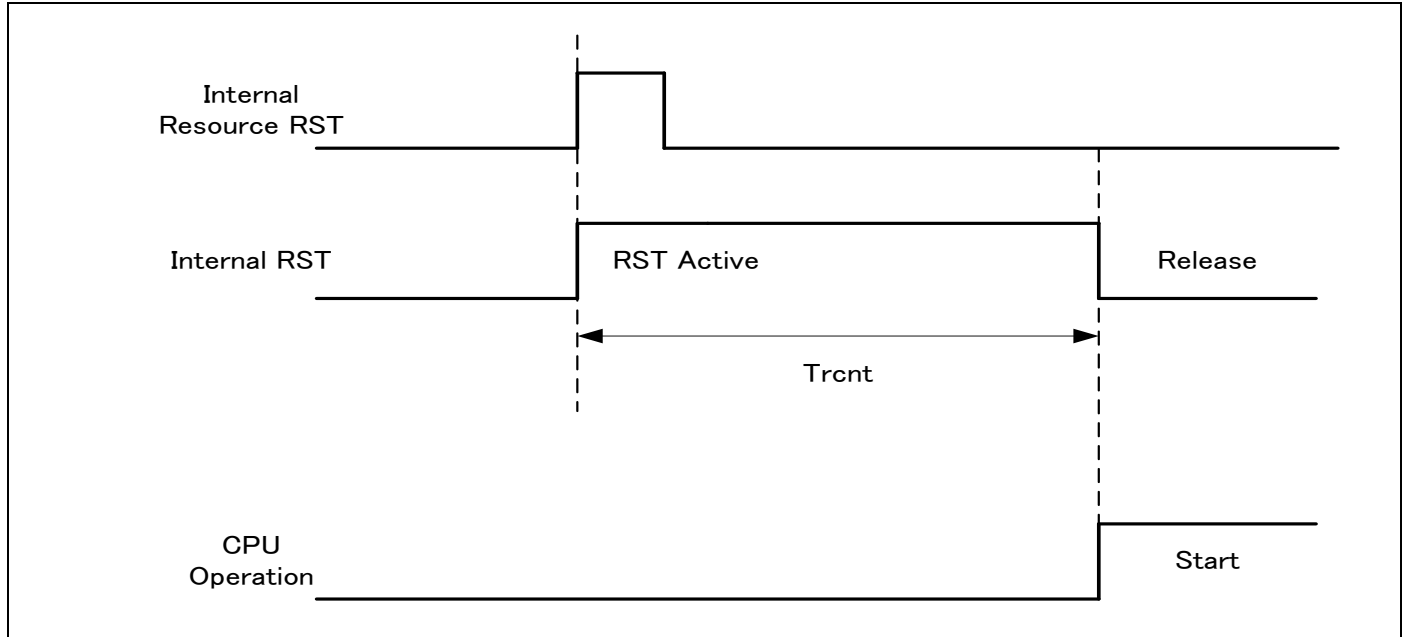 Internal
Resource RST
Internal RST
RST Active
Release
Trcnt
CPU
Operation
Start